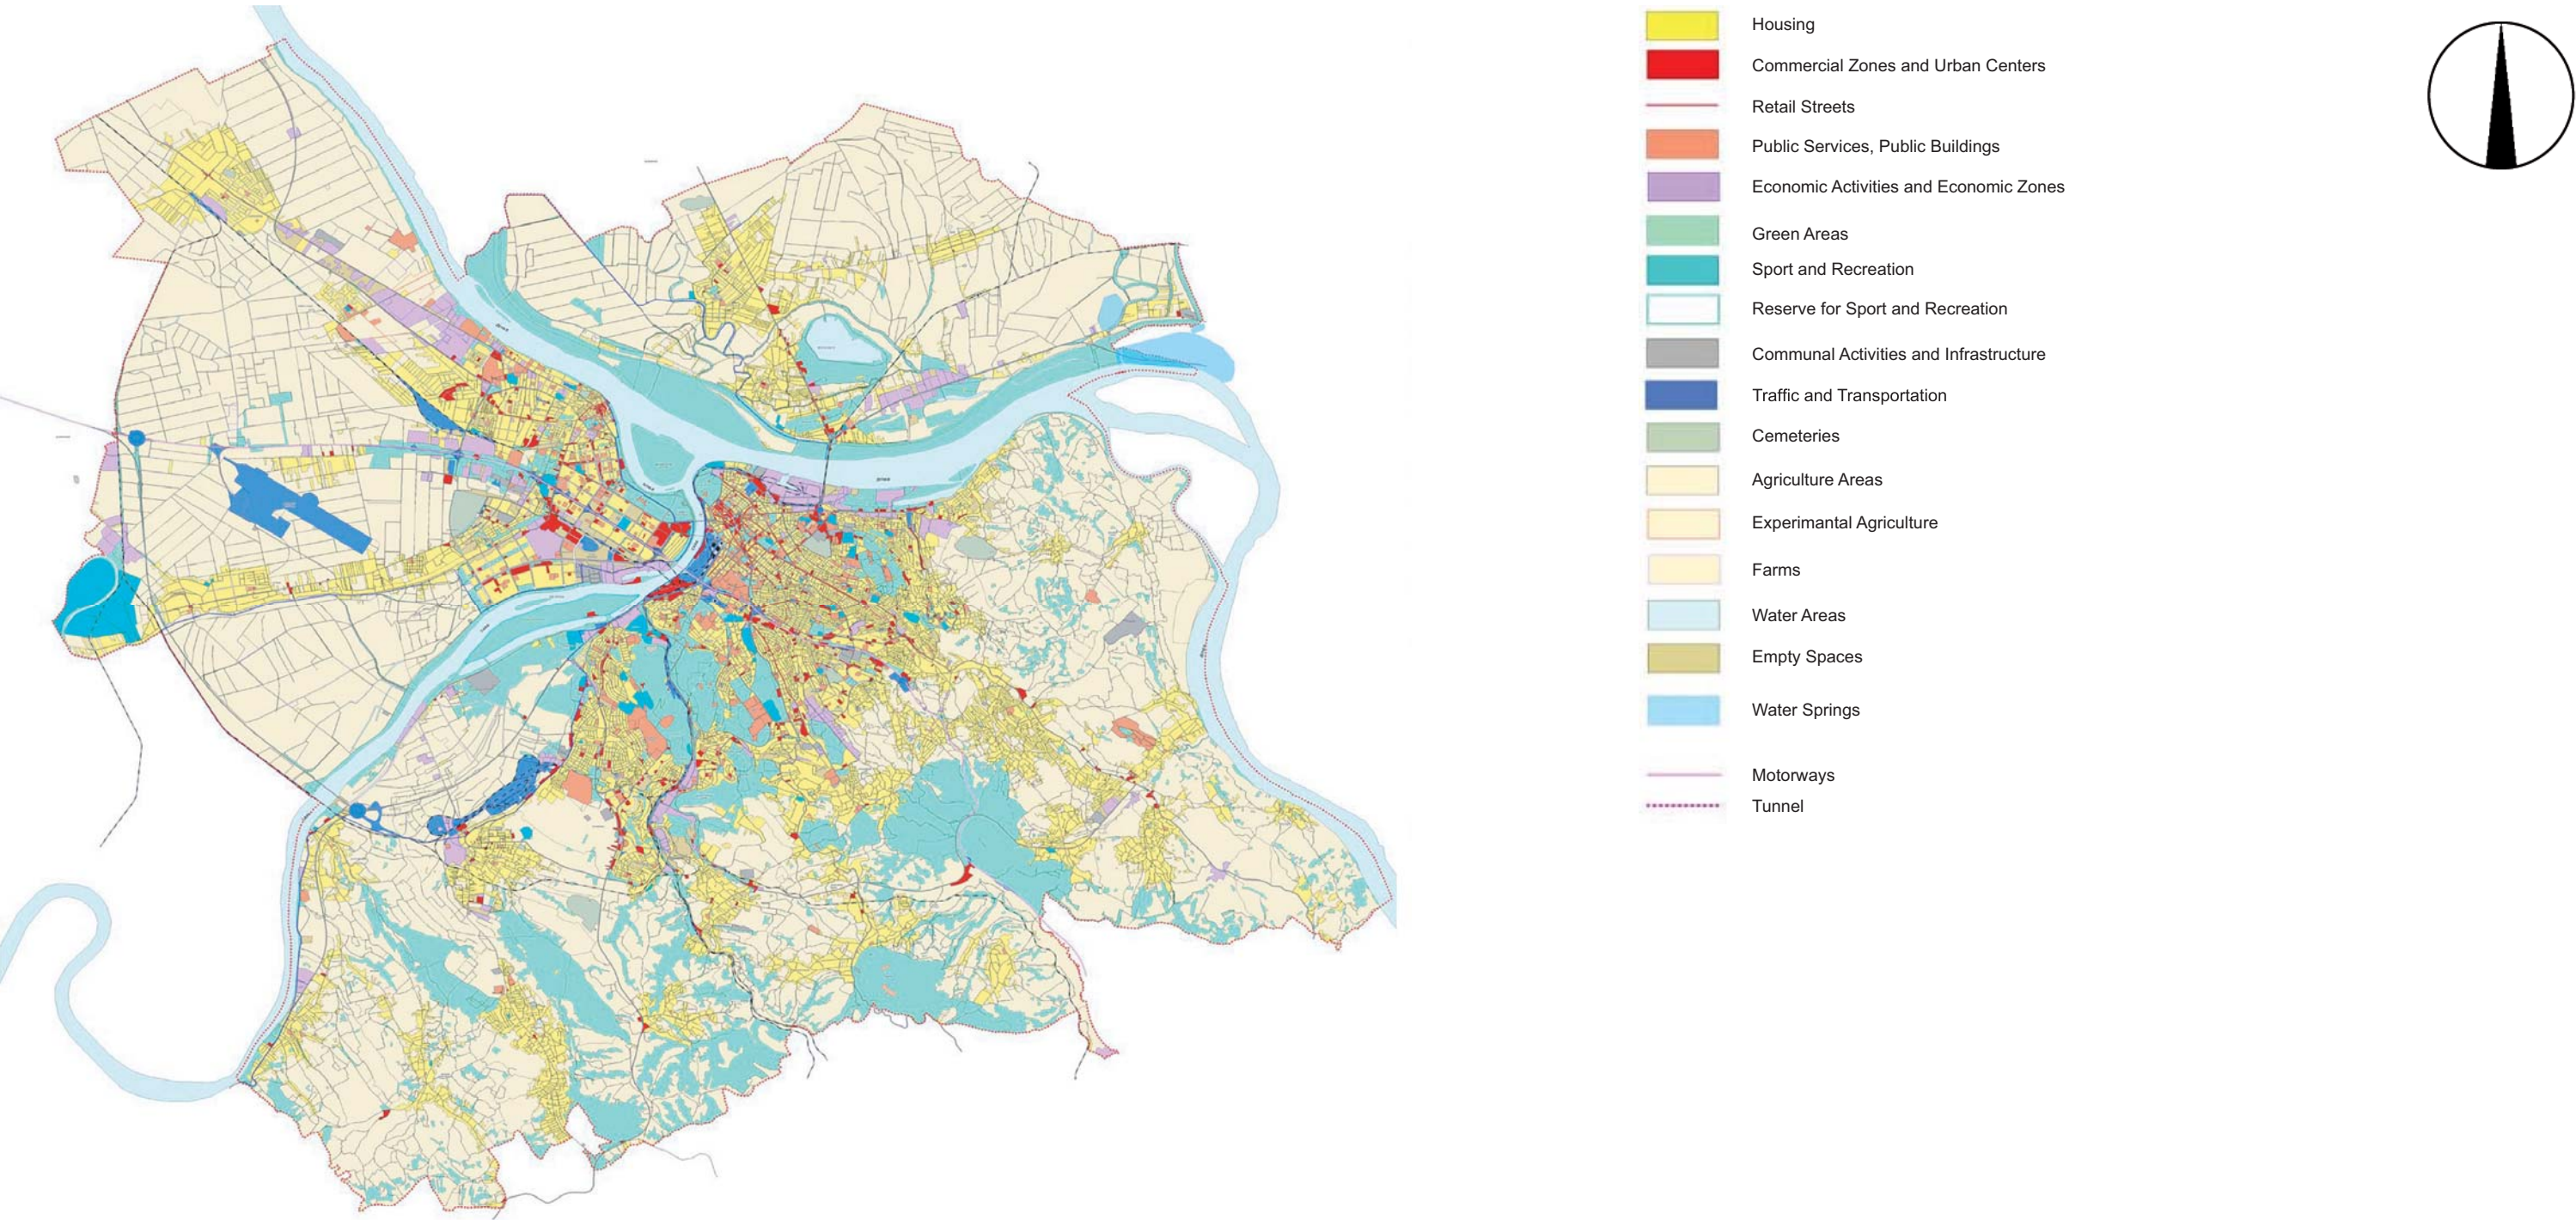 Housing
Commercial Zones and Urban Centers
Retail Streets
Public Services, Public Buildings
Economic Activities and Economic Zones
Green Areas
Sport and Recreation
Reserve for Sport and Recreation
Communal Activities and Infrastructure
Traffic and Transportation
Cemeteries
Agriculture Areas
Experimantal Agriculture
Farms
Water Areas
Empty Spaces
Water Springs
Motorways
Tunnel